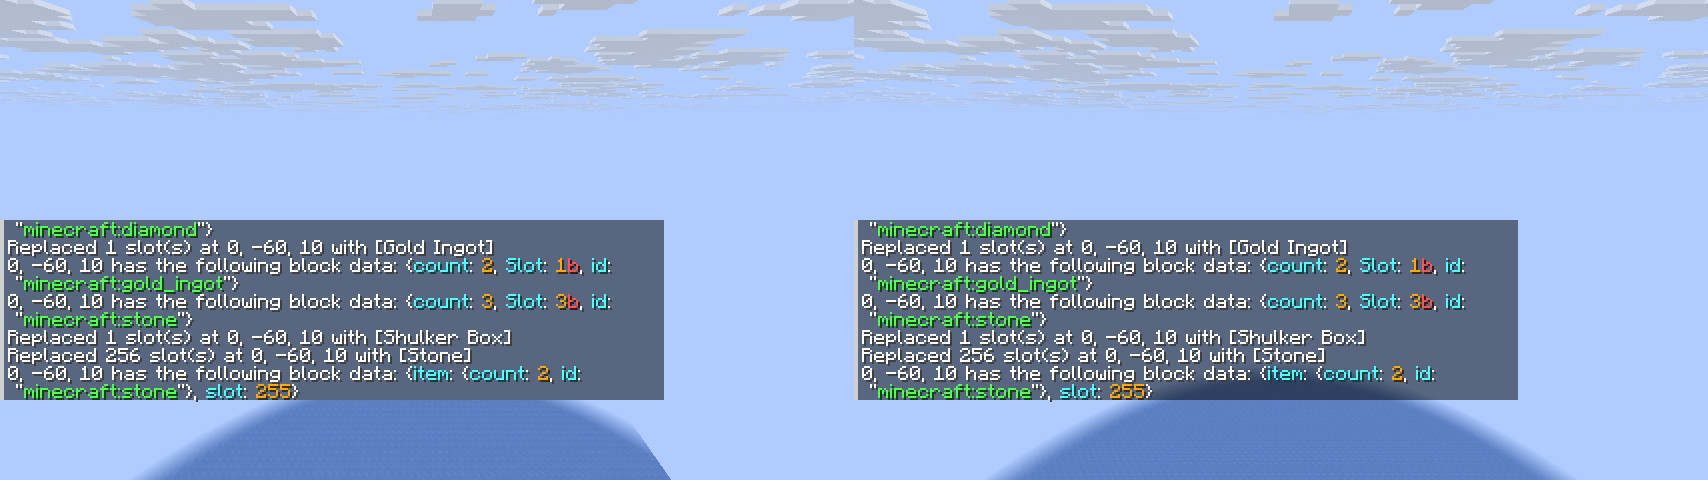 "minecraft:diamond"}
Replaced 1 slot(s) at 0, -60, 10 with [Gold Ingot]
0, -60, 10 has the following block data: {count: 2, Slot: 1b, id:
"minecraft:gold_ingot"}
0, -60, 10 has the following block data: {count: 3, Slot: 3b, id:
"minecraft:stone"}
Replaced 1 slot(s) at 0, -60, 10 with [Shulker Box]
Replaced 256 slot(s) at 0, -60, 10 with [Stone]
0, -60, 10 has the following block data: {item: {count: 2, id:
"minecraft:stone"}, slot: 255}
"minecraft:diamond"}
Replaced 1 slot(s) at 0, -60, 10 with [Gold Ingot]
0, -60, 10 has the following block data: {count: 2, Slot: 1b, id:
"minecraft:gold_ingot"}
0, -60, 10 has the following block data: {count: 3, Slot: 3b, id:
"minecraft:stone"}
Replaced 1 slot(s) at 0, -60, 10 with [Shulker Box]
Replaced 256 slot(s) at 0, -60, 10 with [Stone]
0, -60, 10 has the following block data: {item: {count: 2, id:
"minecraft:stone"}, slot: 255}